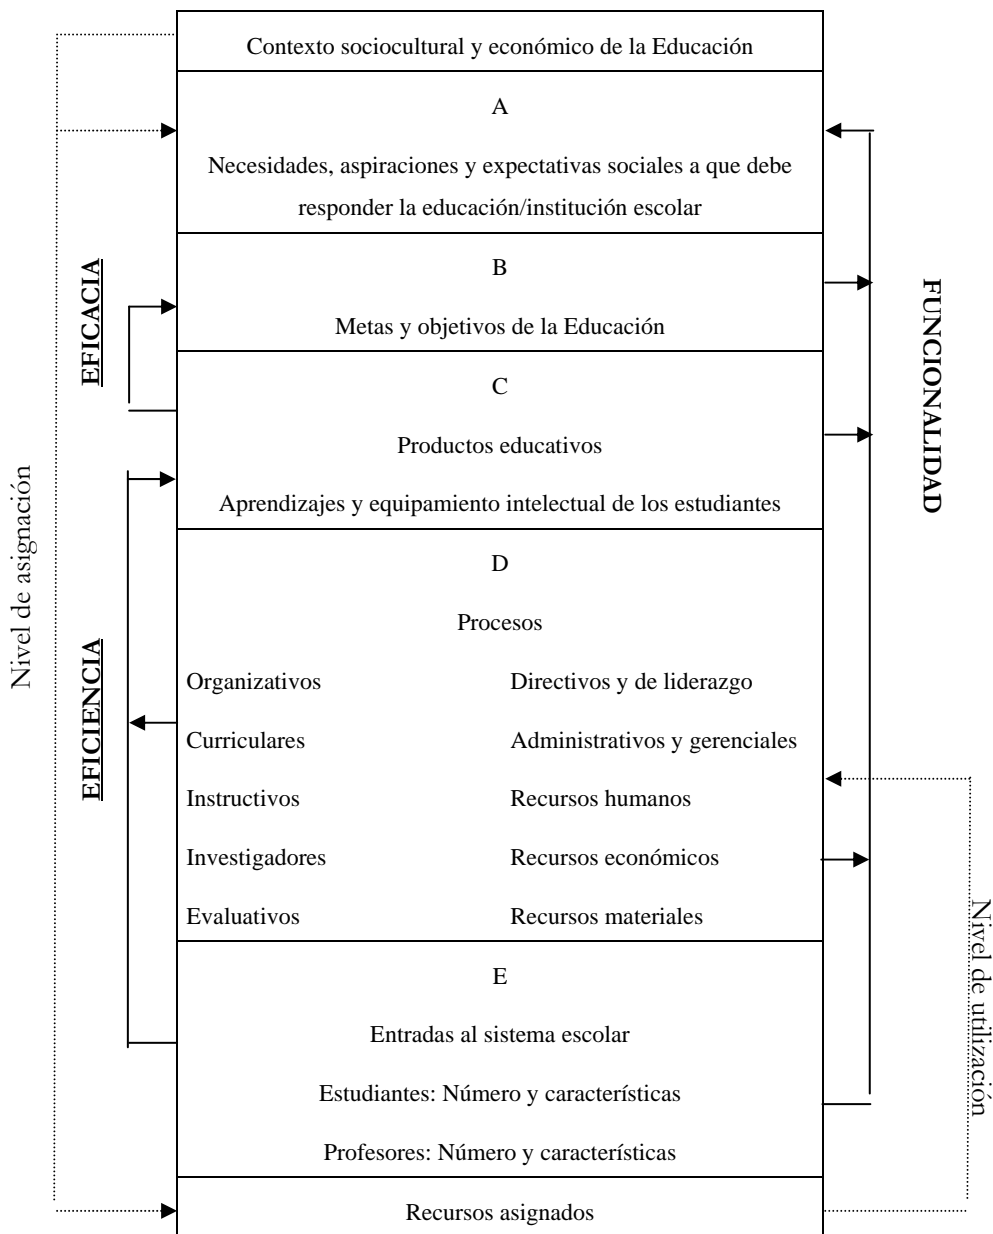 Contexto sociocultural y económico de la Educación
A
Necesidades, aspiraciones y expectativas sociales a que debe
responder la educación/institución escolar
B
Metas y objetivos de la Educación
C
Productos educativos
Aprendizajes y equipamiento intelectual de los estudiantes
D
Procesos
Organizativos
Directivos y de liderazgo
Curriculares
Administrativos y gerenciales
Instructivos
Recursos humanos
Investigadores
Recursos económicos
Evaluativos
Recursos materiales
E
Entradas al sistema escolar
Estudiantes: Número y características
Profesores: Número y características
Recursos asignados
Nivel de asignación
EFICACIA
EFICIENCIA
FUNCIONALIDAD
Nivel de utilización